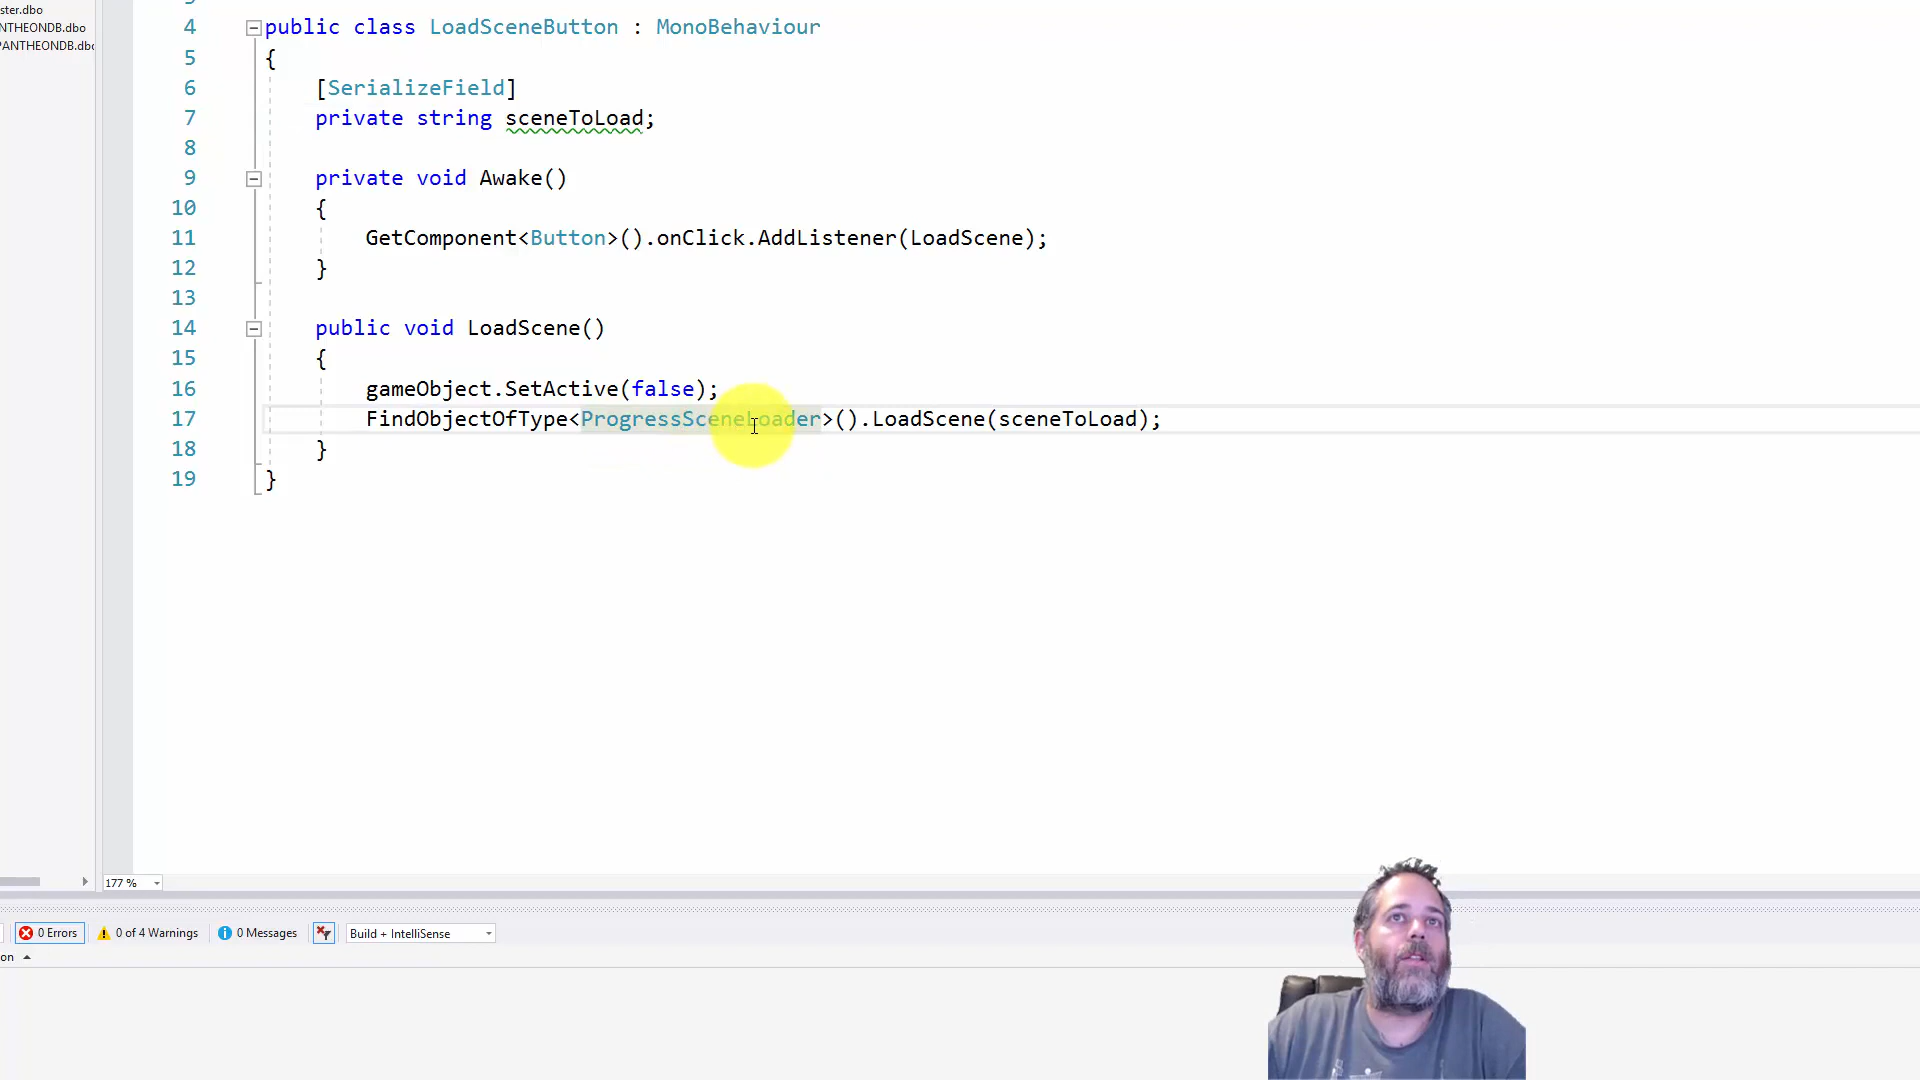 ster.dbo
NTHEONDB.dbo
PANTHEONDB.dbo
4 public class LoadSceneButton : MonoBehaviour
5 {
6 [SerializeField]
7 private string sceneToLoad;
8
9 private void Awake()
10 {
11 GetComponent<Button>().onClick.AddListener(LoadScene);
12 }
13
14 public void LoadScene()
15 {
16 gameObject.SetActive(false);
17 FindObjectOfType<ProgressSceneLoader>().LoadScene(sceneToLoad);
18 }
19 }
177 %
0 Errors 0 of 4 Warnings 0 Messages Build + IntelliSense
on